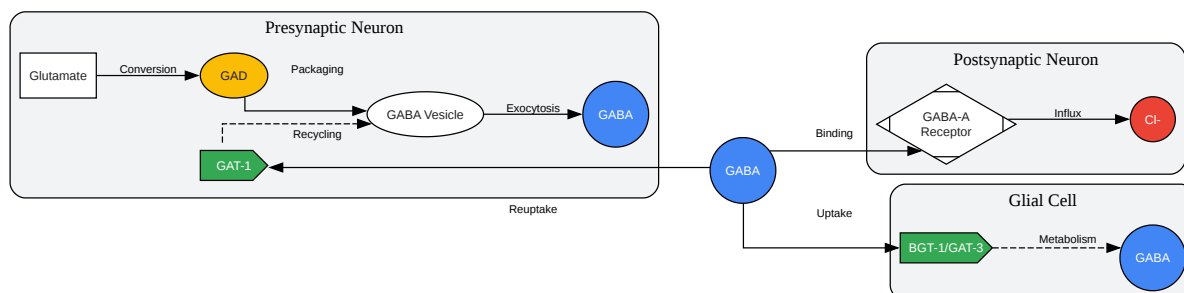 Presynaptic Neuron
Glutamate
Conversion
GAD
Packaging
GABA Vesicle
Exocytosis
GABA
Recycling
GAT-1
Reuptake
GABA
Binding
Uptake
Postsynaptic Neuron
GABA-A
Receptor
Influx
Cl-
Glial Cell
BGT-1/GAT-3
Metabolism
GABA